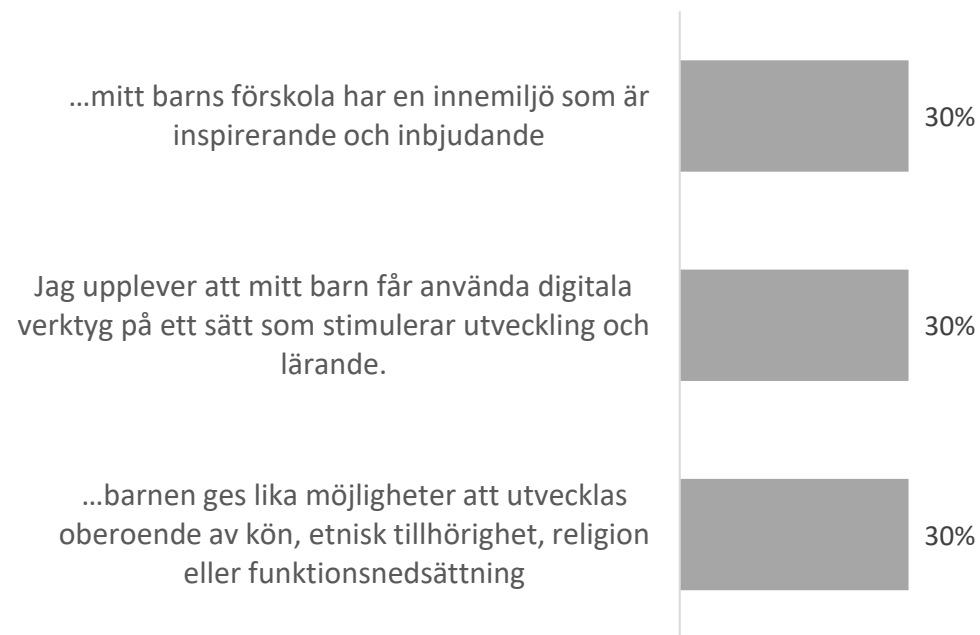 …mitt barns förskola har en innemiljö som är
inspirerande och inbjudande
30%
Jag upplever att mitt barn får använda digitala
verktyg på ett sätt som stimulerar utveckling och
lärande.
30%
…barnen ges lika möjligheter att utvecklas
oberoende av kön, etnisk tillhörighet, religion
eller funktionsnedsättning
30%